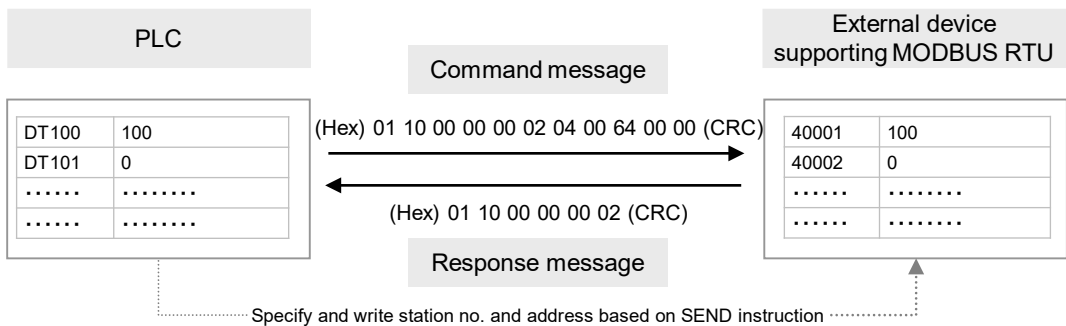 PLC
External device
supporting MODBUS RTU
Command message
(Hex) 01 10 00 00 00 02 04 00 64 00 00 (CRC)
DT100 100
DT101 0
...... ........
...... ........
40001 100
40002 0
...... ........
...... ........
(Hex) 01 10 00 00 00 02 (CRC)
Response message
Specify and write station no. and address based on SEND instruction